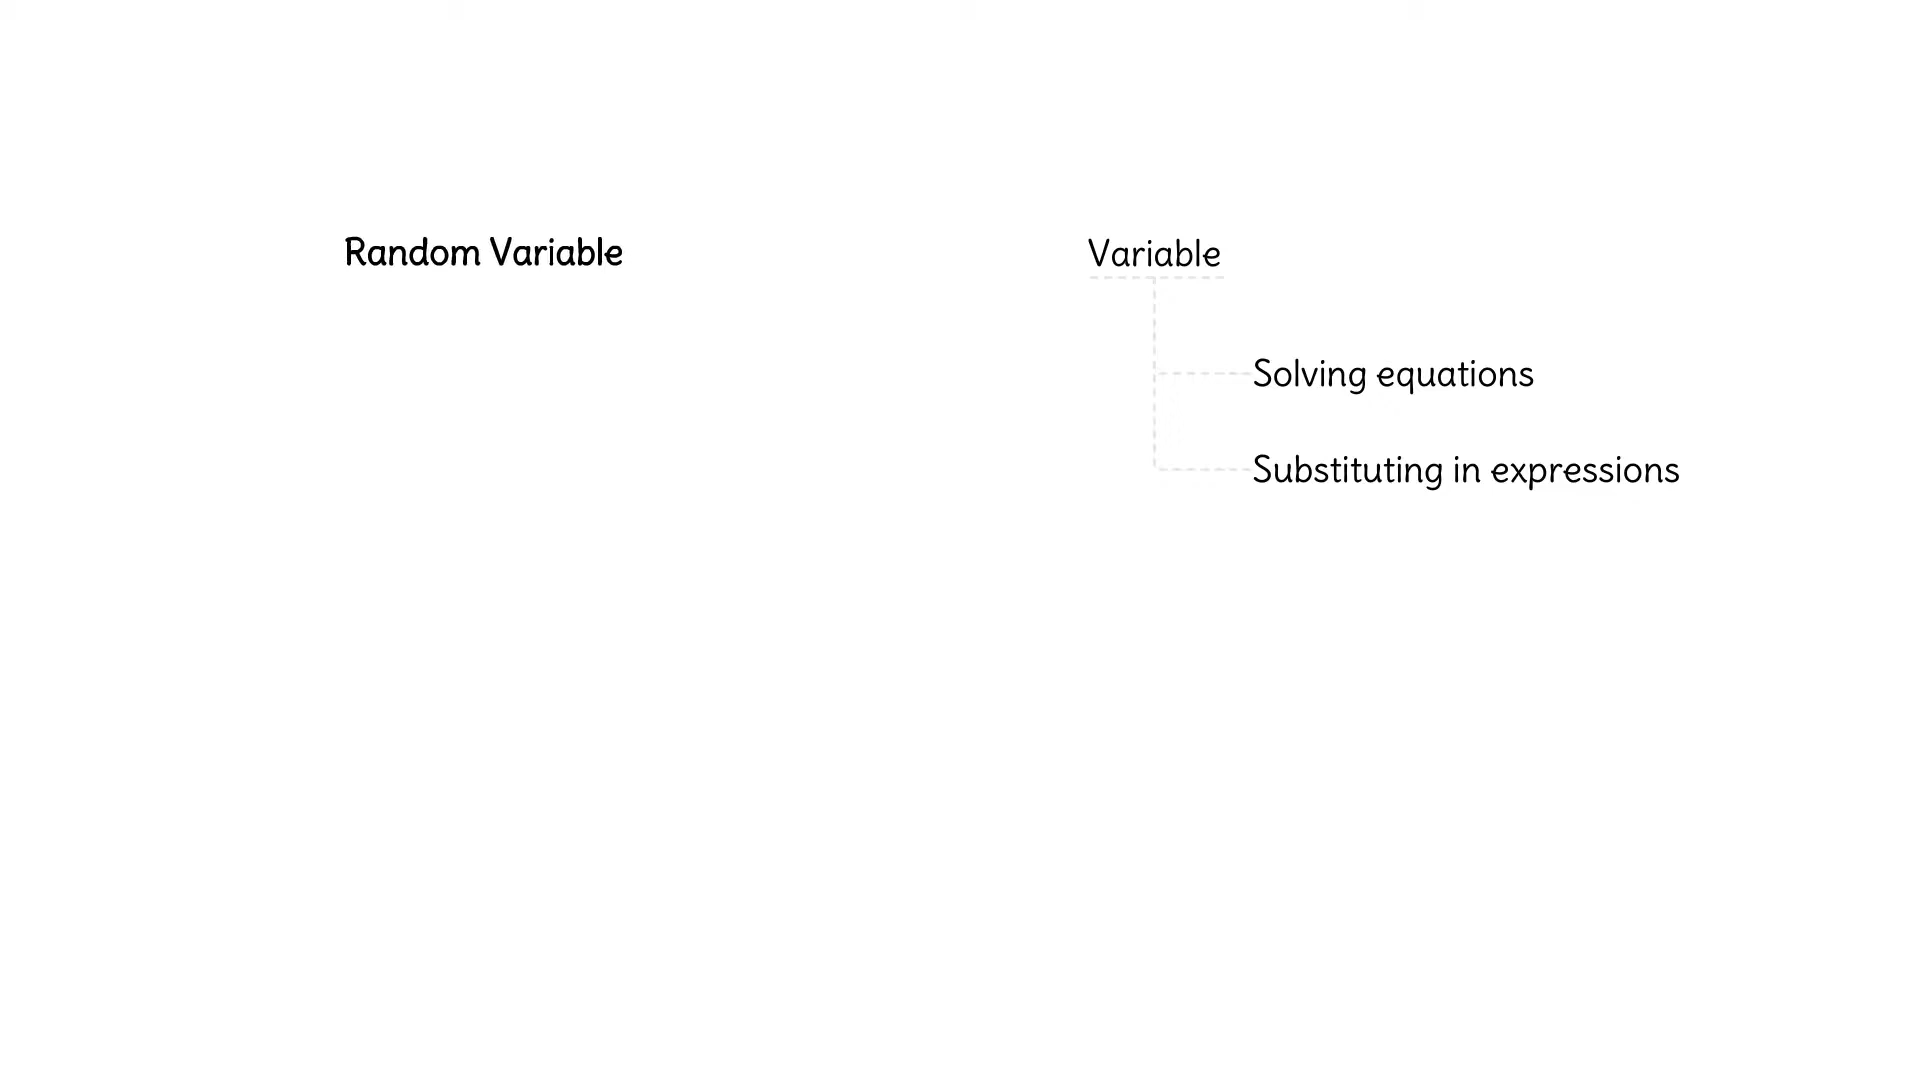 Random Variable
Variable
Solving equations
Substituting in expressions